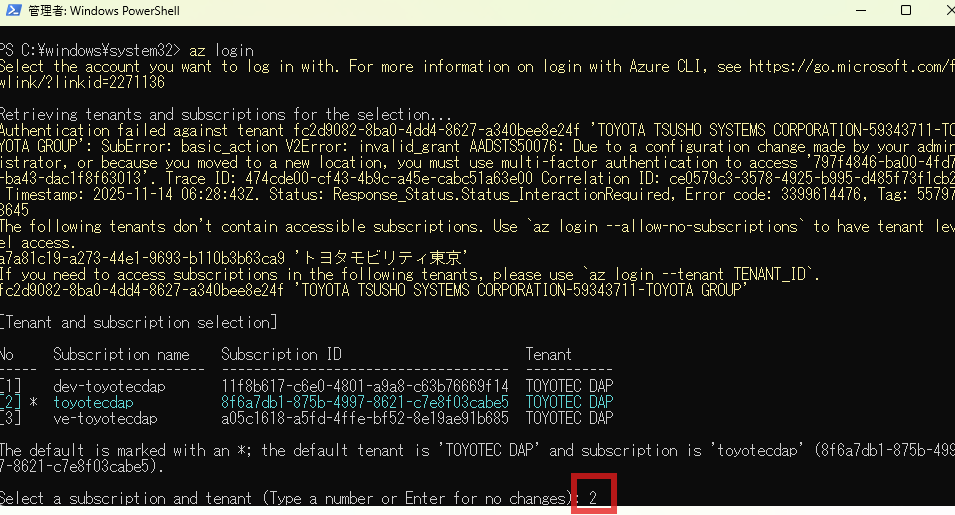 管理者: Windows PowerShell
PS C:¥windows¥system32> az login
Select the account you want to log in with. For more information on login with Azure CLI, see https://go.microsoft.com/f
wlink/?linkid=2271136
Retrieving tenants and subscriptions for the selection...
Authentication failed against tenant fc2d9082-8ba0-4dd4-8627-a340bee8e24f 'TOYOTA TSUSHO SYSTEMS CORPORATION-59343711-TO
YOTA GROUP': SubError: basic_action V2Error: invalid_grant AADSTS50076: Due to a configuration change made by your admin
istrator, or because you moved to a new location, you must use multi-factor authentication to access '797f4846-ba00-4fd7
-ba43-dac1f8f63013'. Trace ID: 474cde00-cf43-4b9c-a45e-cabc51a63e00 Correlation ID: ce0579c3-3578-4925-b995-d485f73f1cb2
Timestamp: 2025-11-14 06:28:43Z. Status: Response_Status.Status_InteractionRequired, Error code: 3399614476, Tag: 55797
3645
The following tenants don't contain accessible subscriptions. Use `az login --allow-no-subscriptions` to have tenant lev
el access.
a7a81c19-a273-44e1-9693-b110b3b63ca9 'トヨタモビリティ東京'
If you need to access subscriptions in the following tenants, please use `az login --tenant TENANT_ID`.
fc2d9082-8ba0-4dd4-8627-a340bee8e24f 'TOYOTA TSUSHO SYSTEMS CORPORATION-59343711-TOYOTA GROUP'
[Tenant and subscription selection]
No Subscription name Subscription ID Tenant
----- ------------------- ------------------------------------ -----------
[1] dev-toyotecdap 11f8b617-c6e0-4801-a9a8-c63b76669f14 TOYOTEC DAP
[2] * toyotecdap 8f6a7db1-875b-4997-8621-c7e8f03cabe5 TOYOTEC DAP
[3] ve-toyotecdap a05c1618-a5fd-4ffe-bf52-8e19ae91b685 TOYOTEC DAP
The default is marked with an *; the default tenant is 'TOYOTEC DAP' and subscription is 'toyotecdap' (8f6a7db1-875b-499
7-8621-c7e8f03cabe5).
Select a subscription and tenant (Type a number or Enter for no changes): 2